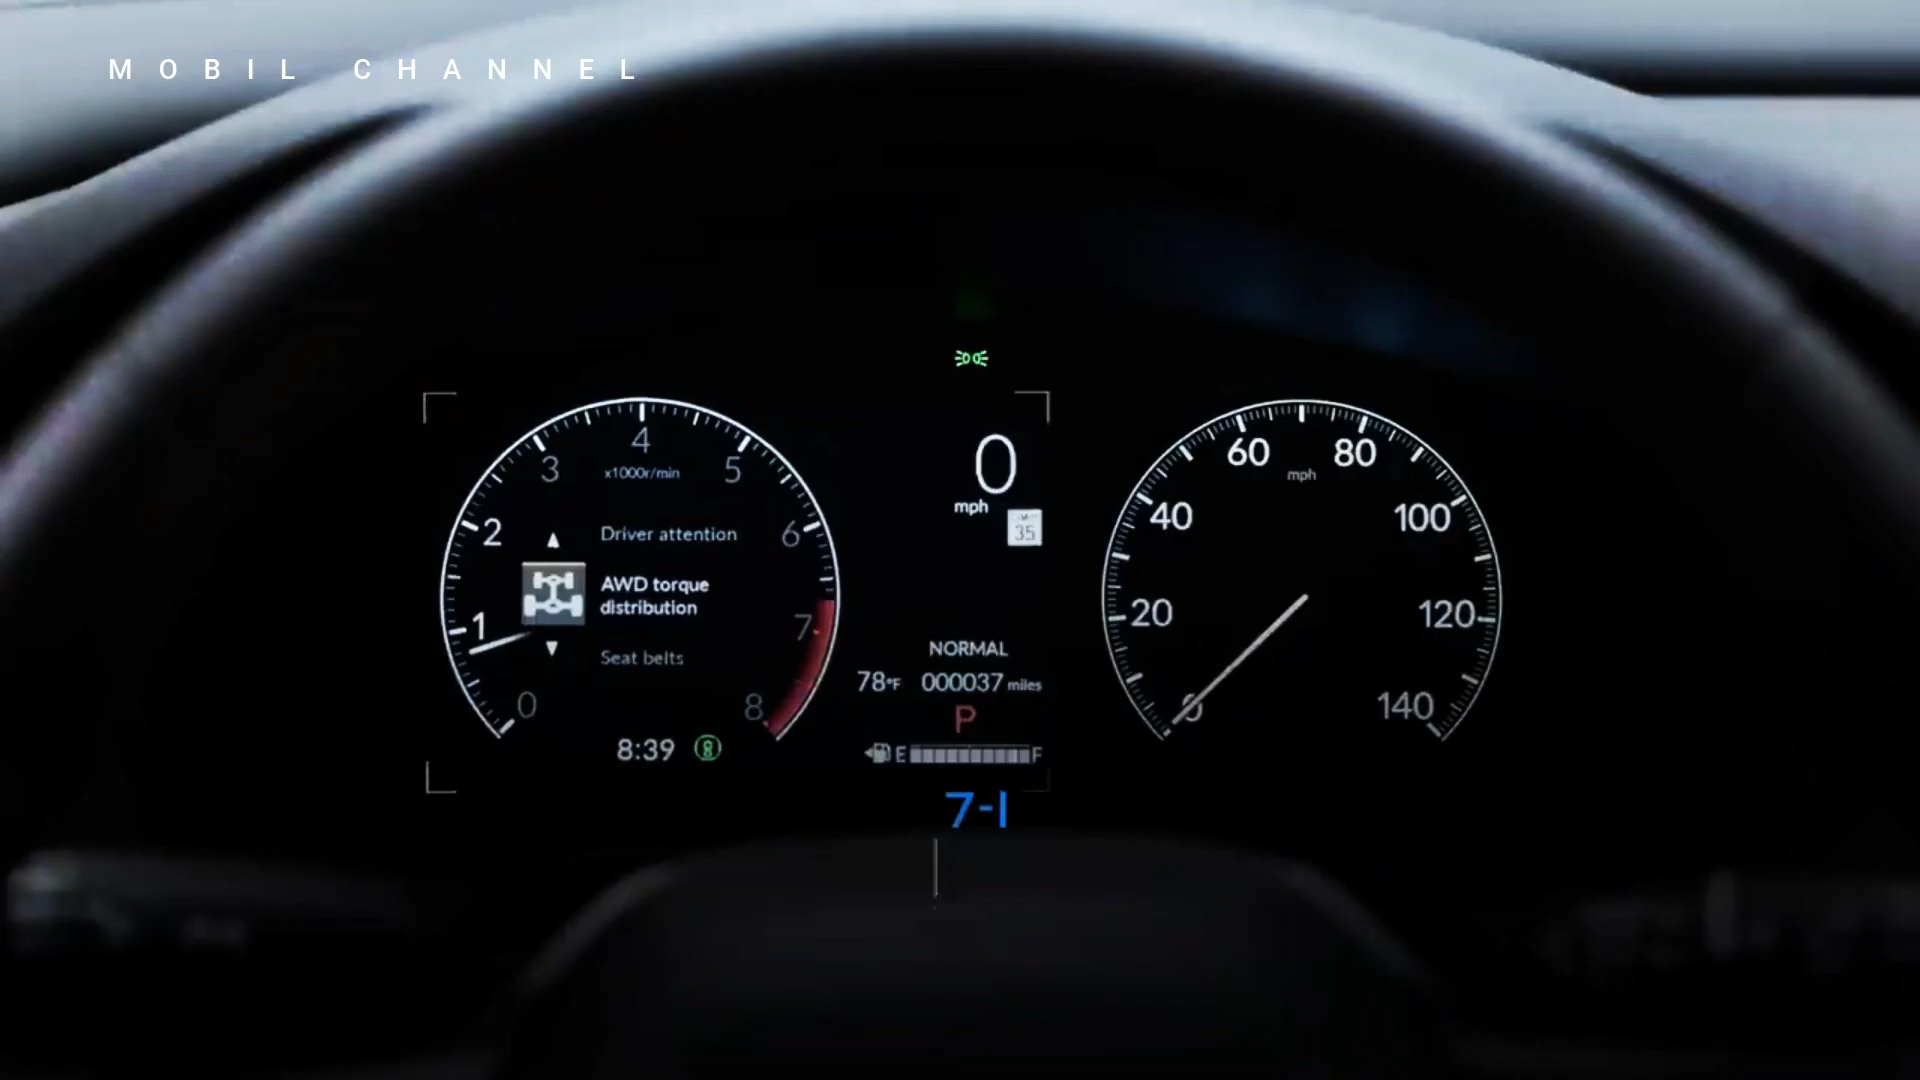 MOBIL CHANNEL
0
1
2
3
4
5
6
7
8
x1000r/min
Driver attention
AWD torque
distribution
Seat belts
8:39
0
mph
35
NORMAL
78°F 000037 miles
P
E F
7-1
0
20
40
60
80
100
120
140
mph